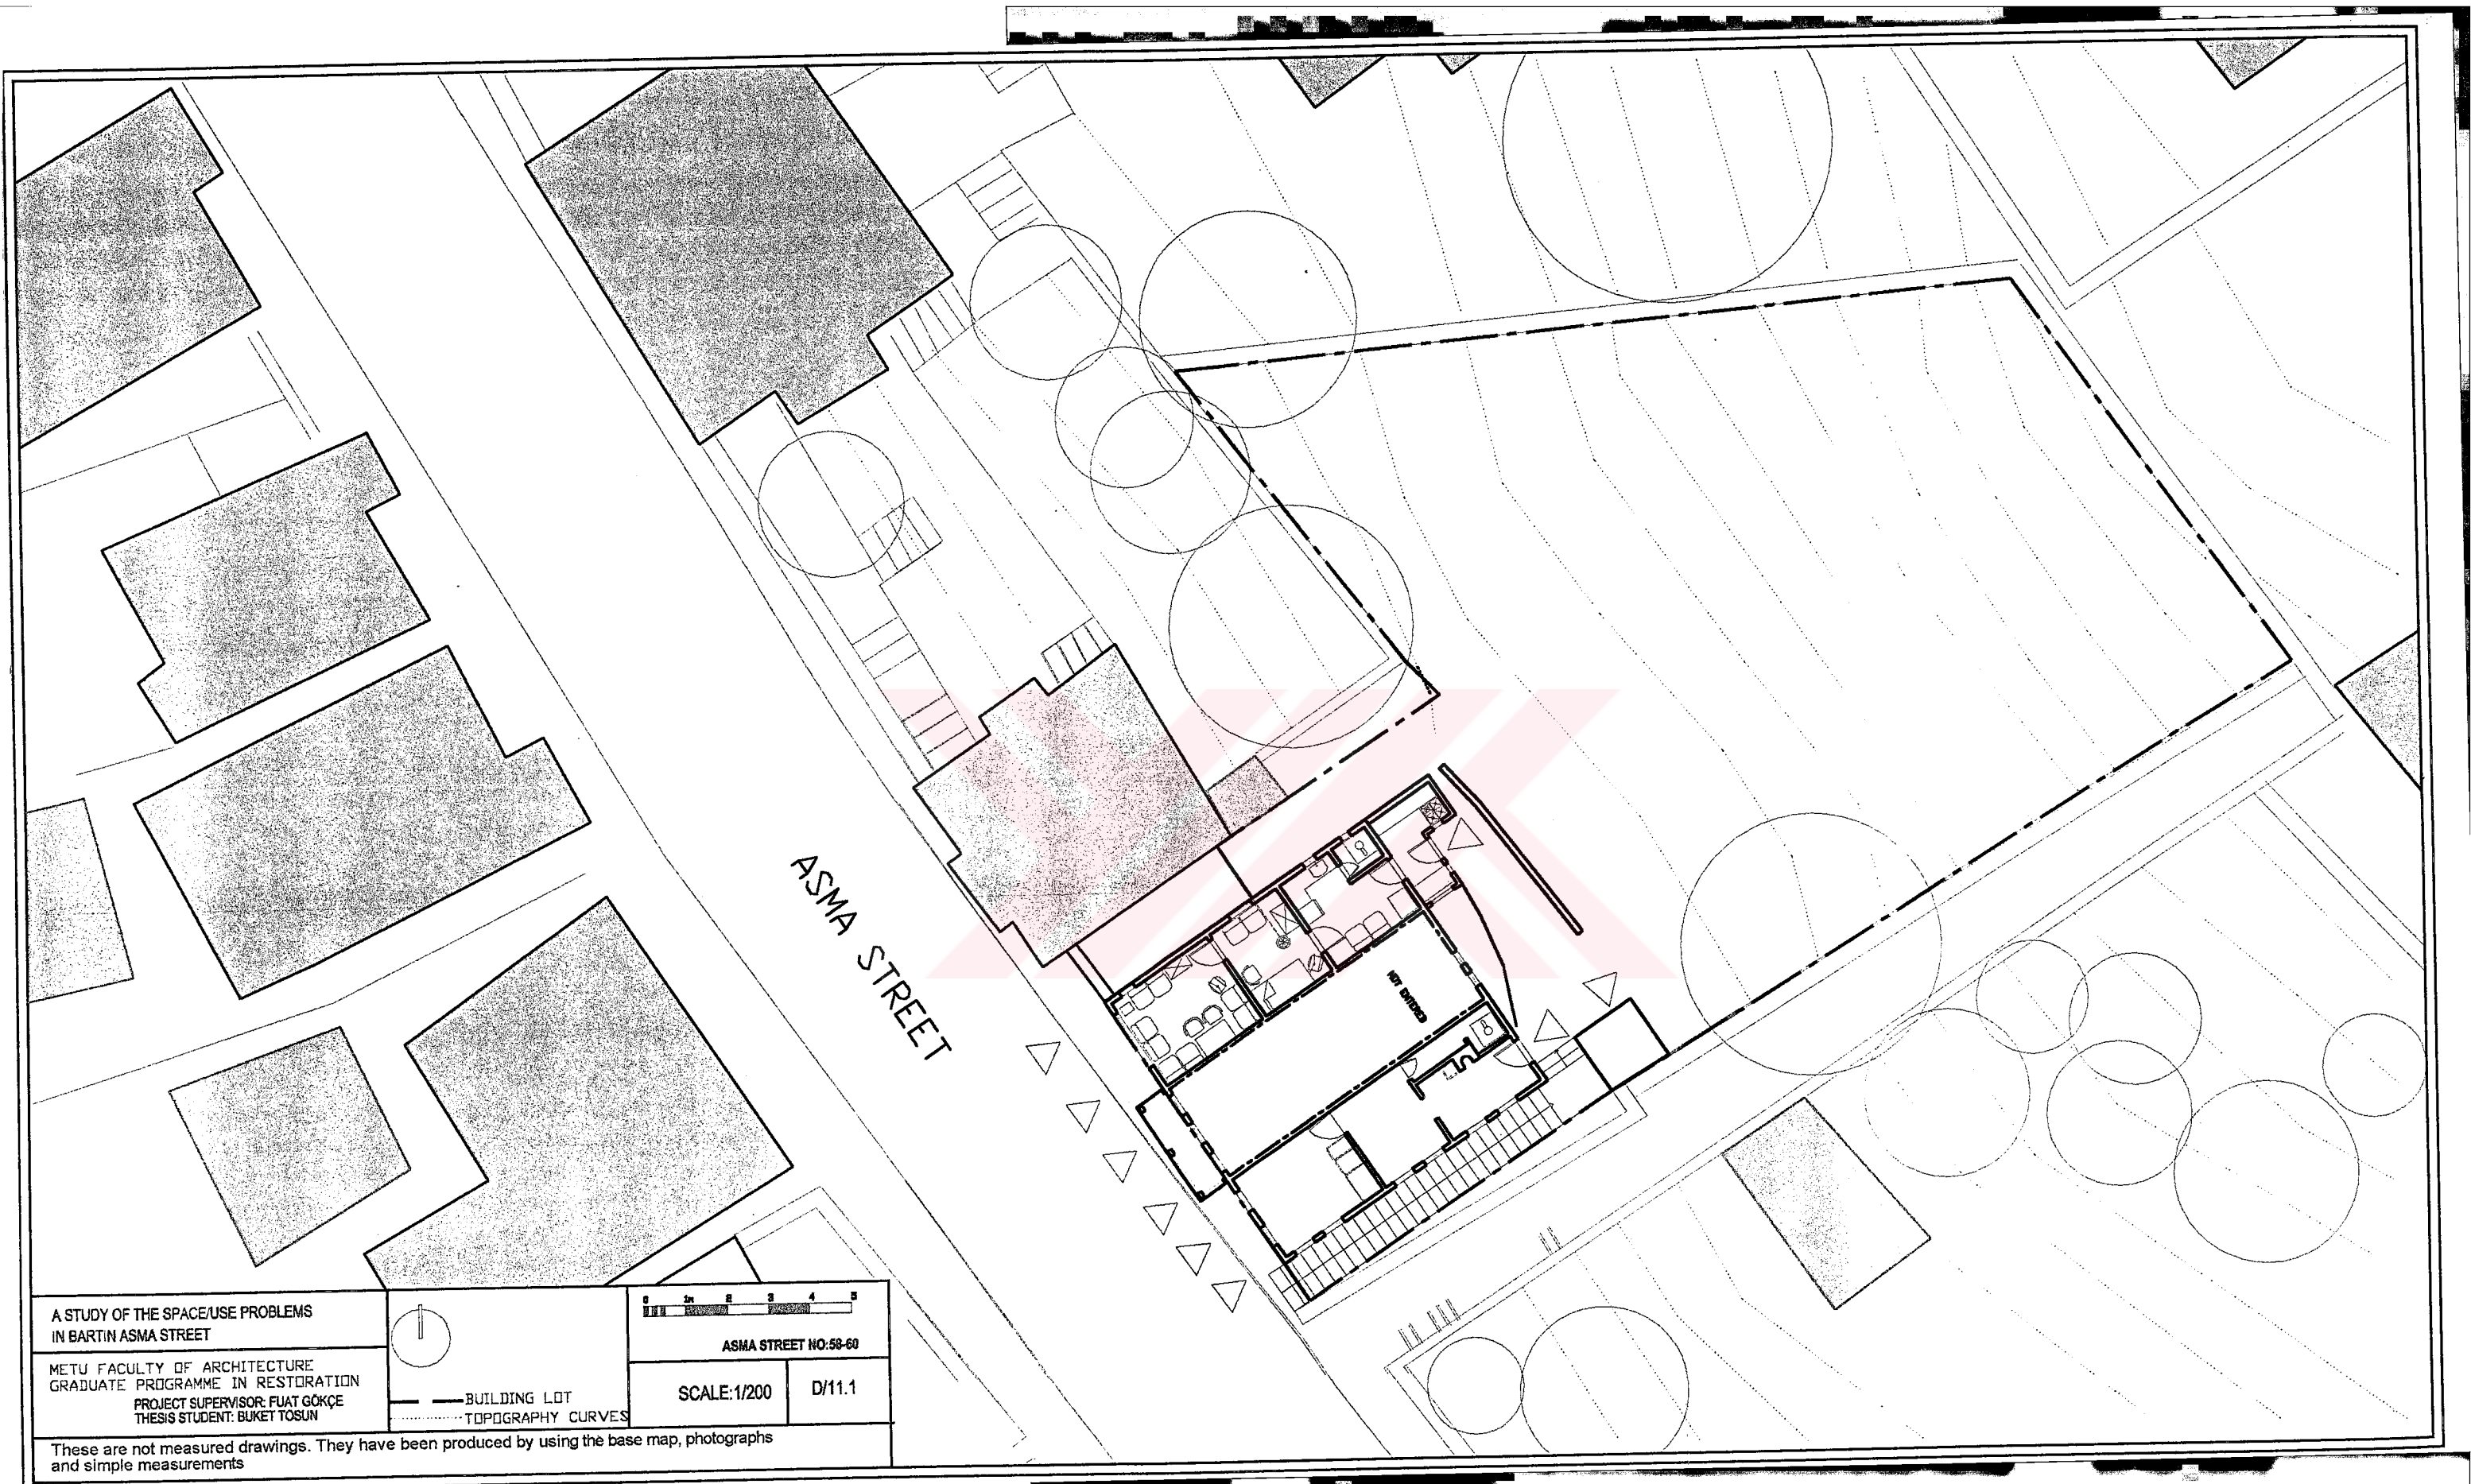 ASMA STREET
NOT ENTERED
A STUDY OF THE SPACE/USE PROBLEMS
IN BARTIN ASMA STREET
METU FACULTY OF ARCHITECTURE
GRADUATE PROGRAMME IN RESTORATION
PROJECT SUPERVISOR: FUAT GÖKÇE
THESIS STUDENT: BUKET TOSUN
BUILDING LOT
TOPOGRAPHY CURVES
0 1m 2 3 4 5
ASMA STREET NO:58-60
SCALE:1/200
D/11.1
These are not measured drawings. They have been produced by using the base map, photographs
and simple measurements